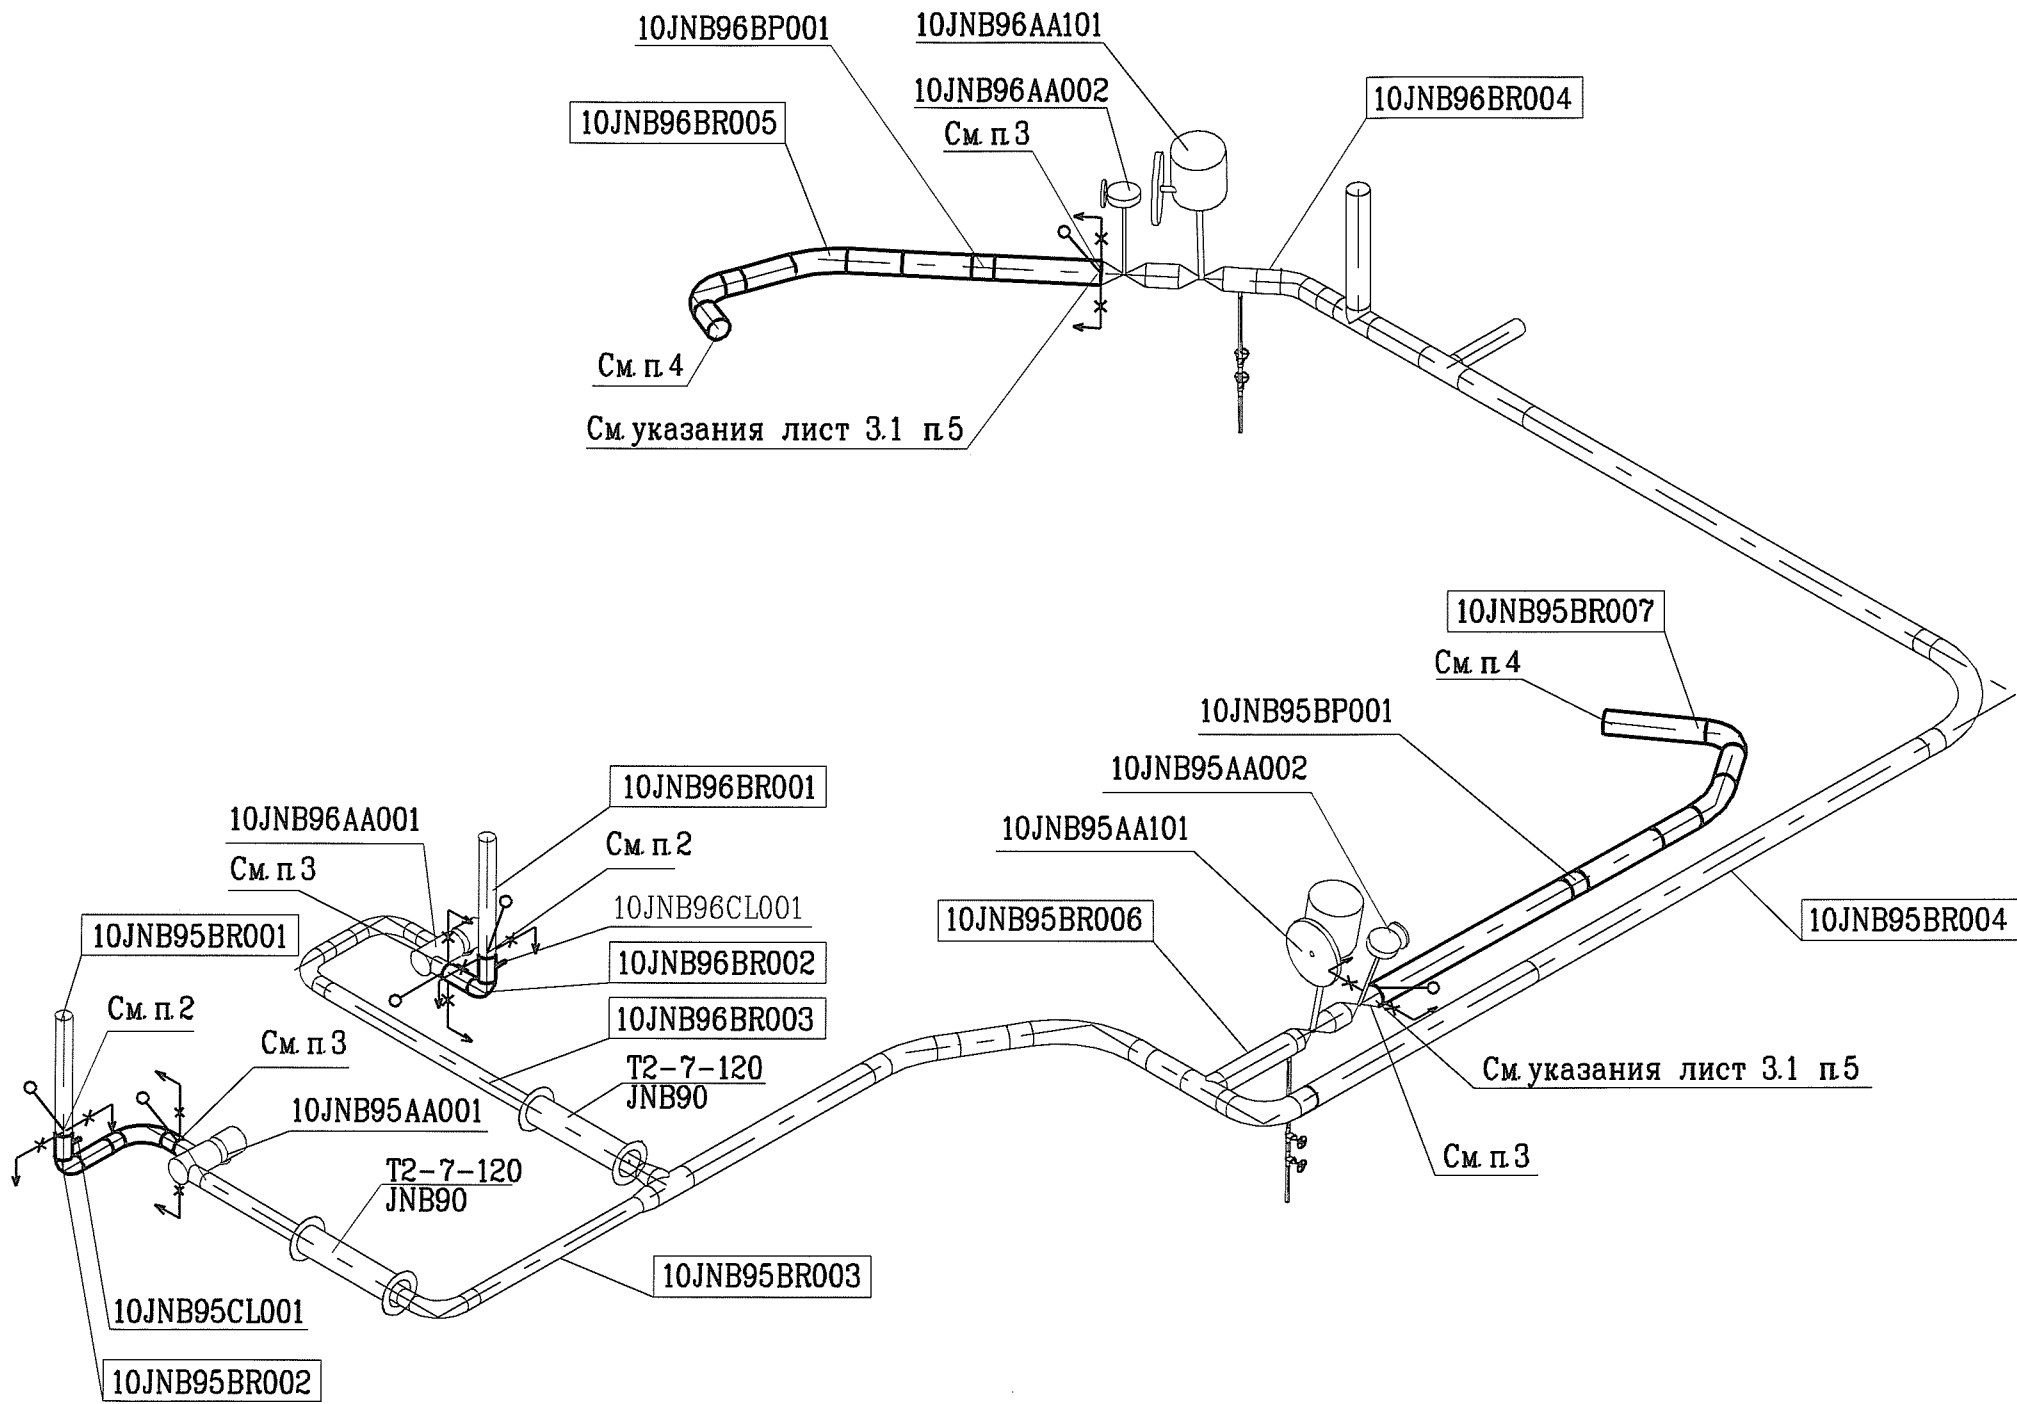 10JNB96BP001
10JNB96AA101
10JNB96AA002
10JNB96BR004
10JNB96BR005
См. п. 3
См. п. 4
См. указания лист 3.1 п.5
10JNB95BR007
См. п. 4
10JNB95BP001
10JNB95AA002
10JNB95AA101
10JNB96BR001
10JNB96AA001
См. п. 2
См. п. 3
10JNB96CL001
10JNB95BR001
10JNB95BR006
10JNB95BR004
10JNB96BR002
См. п. 2
10JNB96BR003
См. п. 3
T2-7-120
JNB90
См. указания лист 3.1 п.5
10JNB95AA001
См. п. 3
T2-7-120
JNB90
10JNB95BR003
10JNB95CL001
10JNB95BR002